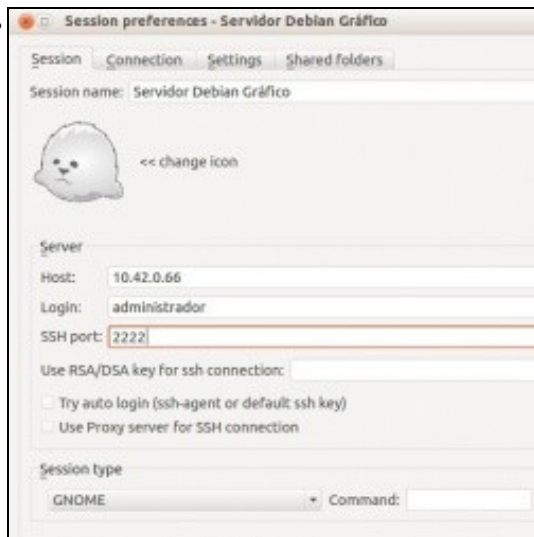 Session preferences - Servidor Debian Gráfico
Session Connection Settings Shared folders
Session name: Servidor Debian Gráfico
<< change icon
Server
Host: 10.42.0.66
Login: administrador
SSH port: 2222
Use RSA/DSA key for ssh connection:
Try auto login (ssh-agent or default ssh key)
Use Proxy server for SSH connection
Session type
GNOME Command: